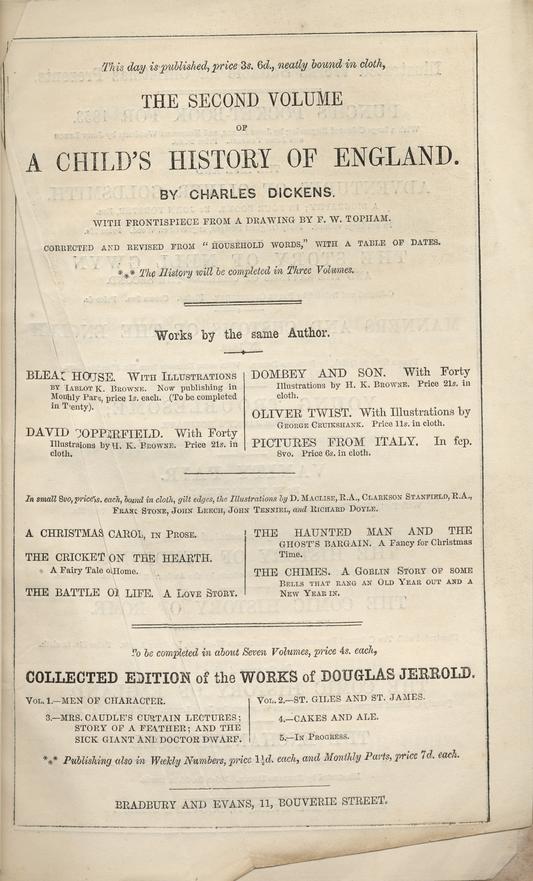 This day is published, price 3s. 6d., neatly bound in cloth,
THE SECOND VOLUME
OF
A CHILD'S HISTORY OF ENGLAND.
BY CHARLES DICKENS.
WITH FRONTISPIECE FROM A DRAWING BY F. W. TOPHAM.
CORRECTED AND REVISED FROM "HOUSEHOLD WORDS," WITH A TABLE OF DATES.
*** The History will be completed in Three Volumes.
Works by the same Author.
BLEAK HOUSE. With Illustrations
by Hablot K. Browne. Now publishing in
Monthly Parts, price 1s. each. (To be completed
in Twenty).
DAVID COPPERFIELD. With Forty
Illustrations by H. K. Browne. Price 21s. in
cloth.
DOMBEY AND SON. With Forty
Illustrations by H. K. Browne. Price 21s. in
cloth.
OLIVER TWIST. With Illustrations by
George Cruikshank. Price 11s. in cloth.
PICTURES FROM ITALY. In fcp.
8vo. Price 6s. in cloth.
In small 8vo, price 5s. each, bound in cloth, gilt edges, the Illustrations by D. Maclise, R.A., Clarkson Stanfield, R.A.,
Frank Stone, John Leech, John Tenniel, and Richard Doyle.
A CHRISTMAS CAROL, in Prose.
THE CRICKET ON THE HEARTH.
A Fairy Tale of Home.
THE BATTLE OF LIFE. A Love Story.
THE HAUNTED MAN AND THE
GHOST'S BARGAIN. A Fancy for Christmas
Time.
THE CHIMES. A Goblin Story of some
Bells that rang an Old Year out and a
New Year in.
To be completed in about Seven Volumes, price 4s. each,
COLLECTED EDITION of the WORKS of DOUGLAS JERROLD.
Vol. 1.—MEN OF CHARACTER.
3.—MRS. CAUDLE'S CURTAIN LECTURES;
STORY OF A FEATHER; AND THE
SICK GIANT AND DOCTOR DWARF.
Vol. 2.—ST. GILES AND ST. JAMES.
4.—CAKES AND ALE.
5.—In Progress.
*** Publishing also in Weekly Numbers, price 1½d. each, and Monthly Parts, price 7d. each.
BRADBURY AND EVANS, 11, BOUVERIE STREET.